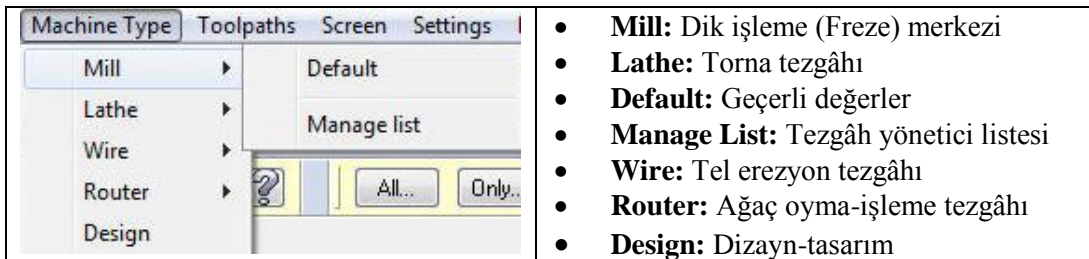 Machine Type Toolpaths Screen Settings
Mill
Default
Lathe
Manage list
Wire
Router
All...
Only..
Design
• Mill: Dik işleme (Freze) merkezi
• Lathe: Torna tezgâhı
• Default: Geçerli değerler
• Manage List: Tezgâh yönetici listesi
• Wire: Tel erezyon tezgâhı
• Router: Ağaç oyma-işleme tezgâhı
• Design: Dizayn-tasarım